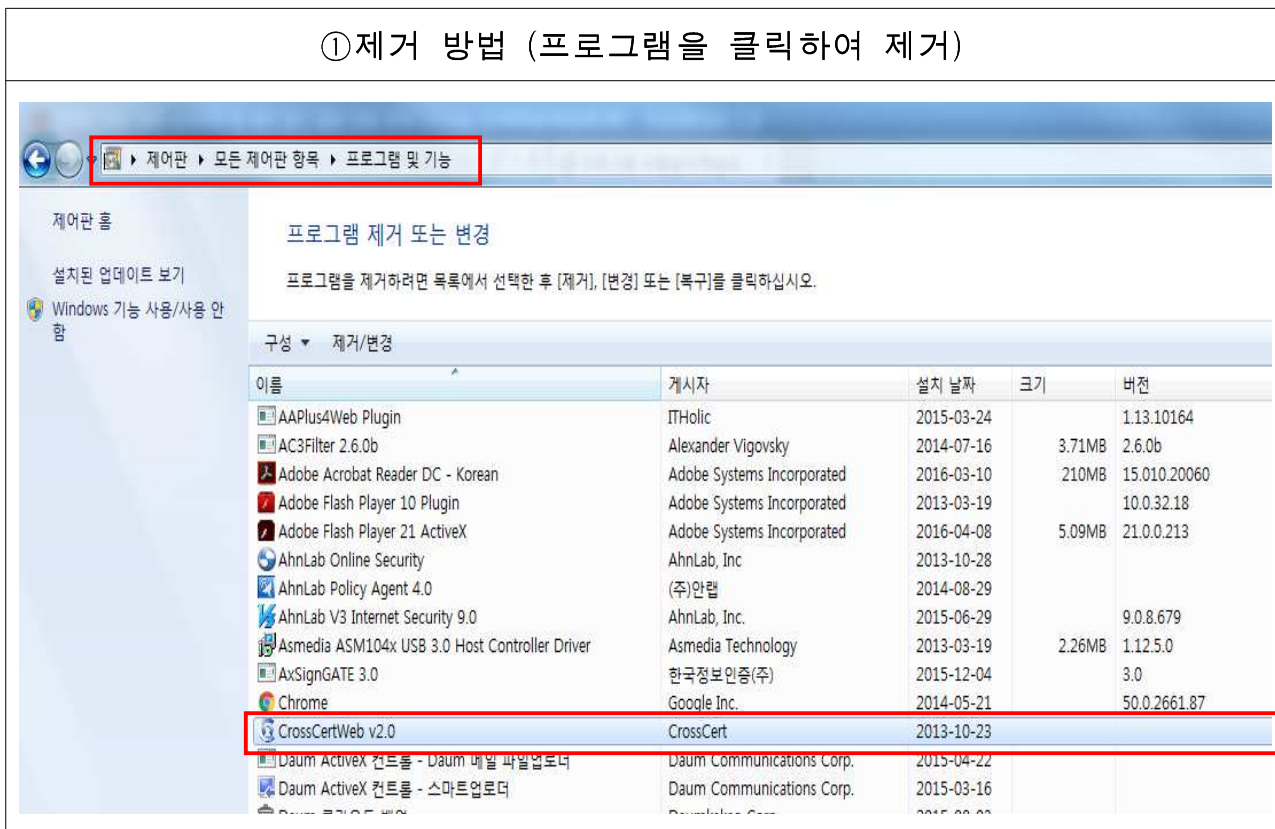 ①제거 방법 (프로그램을 클릭하여 제거)
제어판 ▸ 모든 제어판 항목 ▸ 프로그램 및 기능
제어판 홈
설치된 업데이트 보기
Windows 기능 사용/사용 안
함
프로그램 제거 또는 변경
프로그램을 제거하려면 목록에서 선택한 후 [제거], [변경] 또는 [복구]를 클릭하십시오.
구성 ▼ 제거/변경
이름 게시자 설치 날짜 크기 버전
AAPlus4Web Plugin ITHolic 2015-03-24 1.13.10164
AC3Filter 2.6.0b Alexander Vigovsky 2014-07-16 3.71MB 2.6.0b
Adobe Acrobat Reader DC - Korean Adobe Systems Incorporated 2016-03-10 210MB 15.010.20060
Adobe Flash Player 10 Plugin Adobe Systems Incorporated 2013-03-19 10.0.32.18
Adobe Flash Player 21 ActiveX Adobe Systems Incorporated 2016-04-08 5.09MB 21.0.0.213
AhnLab Online Security AhnLab, Inc 2013-10-28
AhnLab Policy Agent 4.0 (주)안랩 2014-08-29
AhnLab V3 Internet Security 9.0 AhnLab, Inc. 2015-06-29 9.0.8.679
Asmedia ASM104x USB 3.0 Host Controller Driver Asmedia Technology 2013-03-19 2.26MB 1.12.5.0
AxSignGATE 3.0 한국정보인증(주) 2015-12-04 3.0
Chrome Google Inc. 2014-05-21 50.0.2661.87
CrossCertWeb v2.0 CrossCert 2013-10-23
Daum ActiveX 컨트롤 - Daum 메일 파일업로더 Daum Communications Corp. 2015-04-22
Daum ActiveX 컨트롤 - 스마트업로더 Daum Communications Corp. 2015-03-16